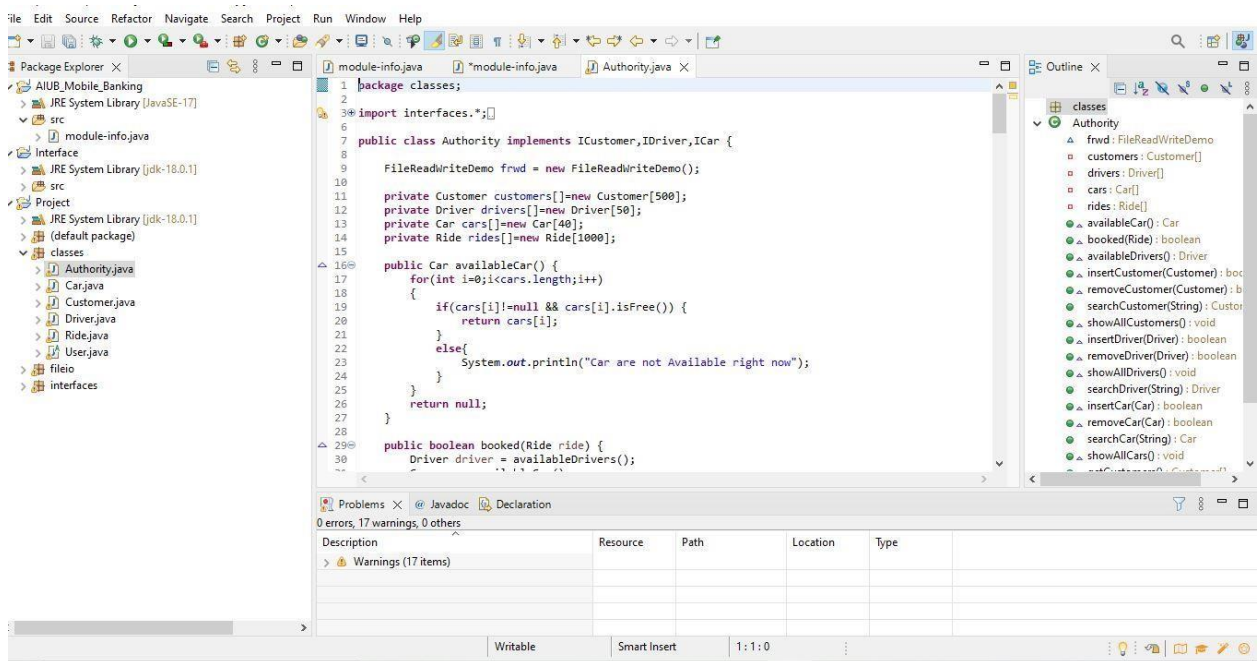 File Edit Source Refactor Navigate Search Project Run Window Help
Package Explorer
AIUB_Mobile_Banking
JRE System Library [JavaSE-17]
src
module-info.java
Interface
JRE System Library [jdk-18.0.1]
src
Project
JRE System Library [jdk-18.0.1]
(default package)
classes
Authority.java
Car.java
Customer.java
Driver.java
Ride.java
User.java
fileio
interfaces
module-info.java *module-info.java Authority.java
1 package classes;
2
3 import interfaces.*;
6
7 public class Authority implements ICustomer,IDriver,ICar {
8
9 FileReadWriteDemo frwd = new FileReadWriteDemo();
10
11 private Customer customers[]=new Customer[500];
12 private Driver drivers[]=new Driver[50];
13 private Car cars[]=new Car[40];
14 private Ride rides[]=new Ride[1000];
15
16 public Car availableCar() {
17 for(int i=0;i<cars.length;i++)
18 {
19 if(cars[i]!=null && cars[i].isFree()) {
20 return cars[i];
21 }
22 else{
23 System.out.println("Car are not Available right now");
24 }
25 }
26 return null;
27 }
28
29 public boolean booked(Ride ride) {
30 Driver driver = availableDrivers();
Outline
classes
Authority
frwd : FileReadWriteDemo
customers : Customer[]
drivers : Driver[]
cars : Car[]
rides : Ride[]
availableCar() : Car
booked(Ride) : boolean
availableDrivers() : Driver
insertCustomer(Customer) : boo
removeCustomer(Customer) : b
searchCustomer(String) : Custor
showAllCustomers() : void
insertDriver(Driver) : boolean
removeDriver(Driver) : boolean
showAllDrivers() : void
searchDriver(String) : Driver
insertCar(Car) : boolean
removeCar(Car) : boolean
searchCar(String) : Car
showAllCars() : void
Problems @ Javadoc Declaration
0 errors, 17 warnings, 0 others
Description Resource Path Location Type
Warnings (17 items)
Writable Smart Insert 1:1:0